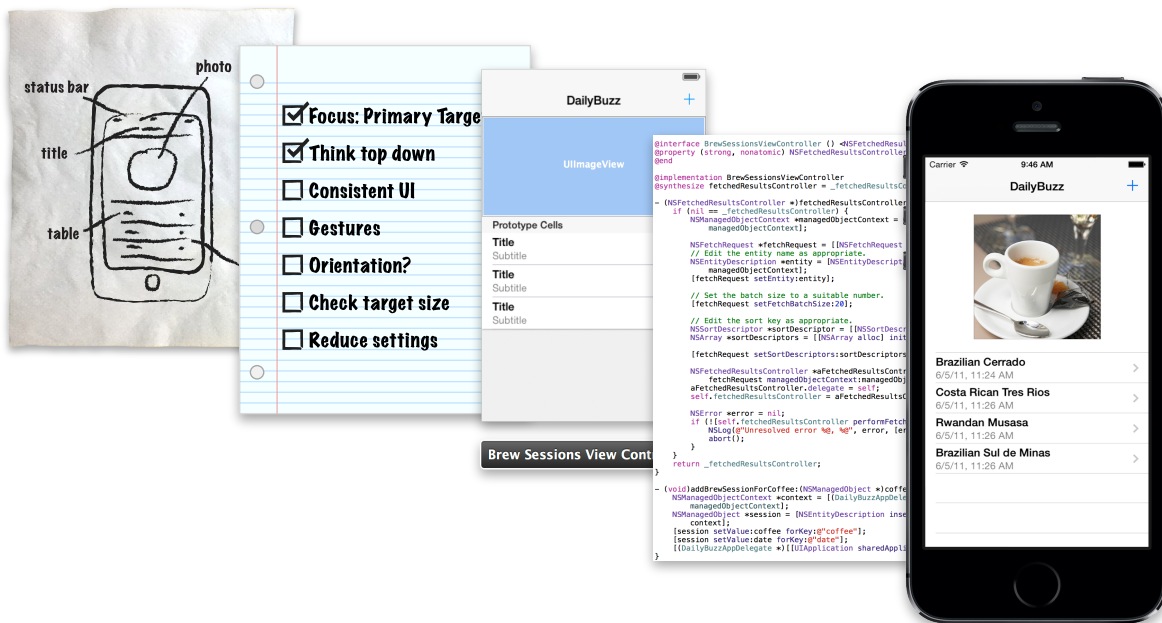 photo
status bar
title
table
Focus: Primary Targe
Think top down
Consistent UI
Gestures
Orientation?
Check target size
Reduce settings
DailyBuzz
+
UIImageView
Prototype Cells
Title
Subtitle
Title
Subtitle
Title
Subtitle
Brew Sessions View Cont
@interface BrewSessionsViewController () <NSFetchedResul
@property (strong, nonatomic) NSFetchedResultsController
@end
@implementation BrewSessionsViewController
@synthesize fetchedResultsController = _fetchedResultsCo
- (NSFetchedResultsController *)fetchedResultsController
if (nil == _fetchedResultsController) {
NSManagedObjectContext *managedObjectContext =
managedObjectContext];
NSFetchRequest *fetchRequest = [[NSFetchRequest
// Edit the entity name as appropriate.
NSEntityDescription *entity = [NSEntityDescript
managedObjectContext];
[fetchRequest setEntity:entity];
// Set the batch size to a suitable number.
[fetchRequest setFetchBatchSize:20];
// Edit the sort key as appropriate.
NSSortDescriptor *sortDescriptor = [[NSSortDescr
NSArray *sortDescriptors = [[NSArray alloc] init
[fetchRequest setSortDescriptors:sortDescriptors
NSFetchedResultsController *aFetchedResultsContr
fetchRequest managedObjectContext:managedObj
aFetchedResultsController.delegate = self;
self.fetchedResultsController = aFetchedResultsC
NSError *error = nil;
if (![self.fetchedResultsController performFetch
NSLog(@"Unresolved error %@, %@", error, [er
abort();
}
}
return _fetchedResultsController;
}
- (void)addBrewSessionForCoffee:(NSManagedObject *)coffe
NSManagedObjectContext *context = [(DailyBuzzAppDele
managedObjectContext];
NSManagedObject *session = [NSEntityDescription inse
context];
[session setValue:coffee forKey:@"coffee"];
[session setValue:date forKey:@"date"];
[(DailyBuzzAppDelegate *)[[UIApplication sharedAppli
}
Carrier 9:46 AM
DailyBuzz +
Brazilian Cerrado
6/5/11, 11:24 AM
Costa Rican Tres Rios
6/5/11, 11:26 AM
Rwandan Musasa
6/5/11, 11:26 AM
Brazilian Sul de Minas
6/5/11, 11:26 AM